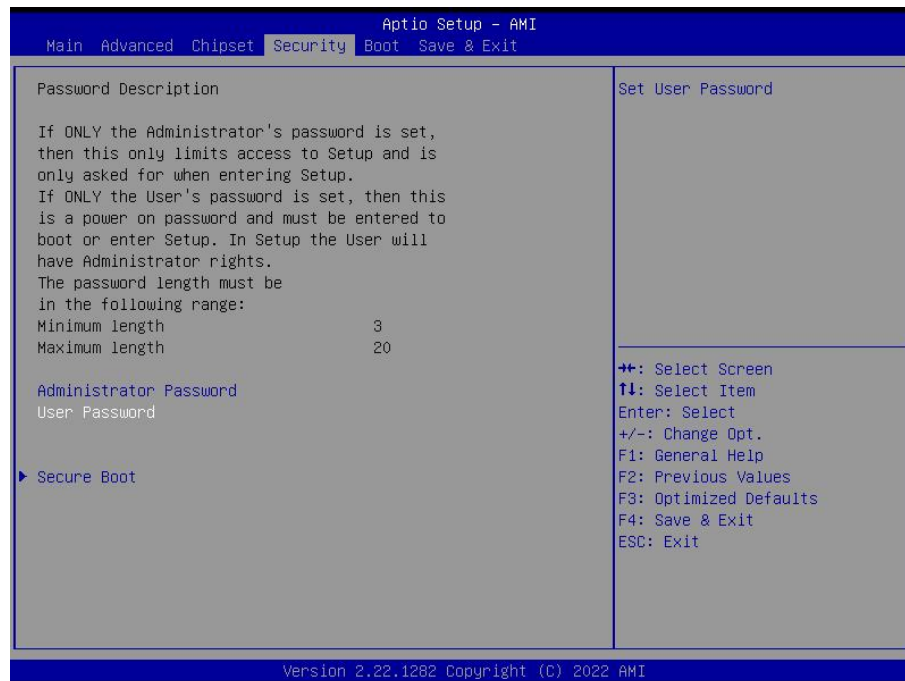 Aptio Setup – AMI
Main Advanced Chipset Security Boot Save & Exit
Password Description
If ONLY the Administrator's password is set,
then this only limits access to Setup and is
only asked for when entering Setup.
If ONLY the User's password is set, then this
is a power on password and must be entered to
boot or enter Setup. In Setup the User will
have Administrator rights.
The password length must be
in the following range:
Minimum length 3
Maximum length 20
Administrator Password
User Password
Secure Boot
Set User Password
→←: Select Screen
↑↓: Select Item
Enter: Select
+/-: Change Opt.
F1: General Help
F2: Previous Values
F3: Optimized Defaults
F4: Save & Exit
ESC: Exit
Version 2.22.1282 Copyright (C) 2022 AMI